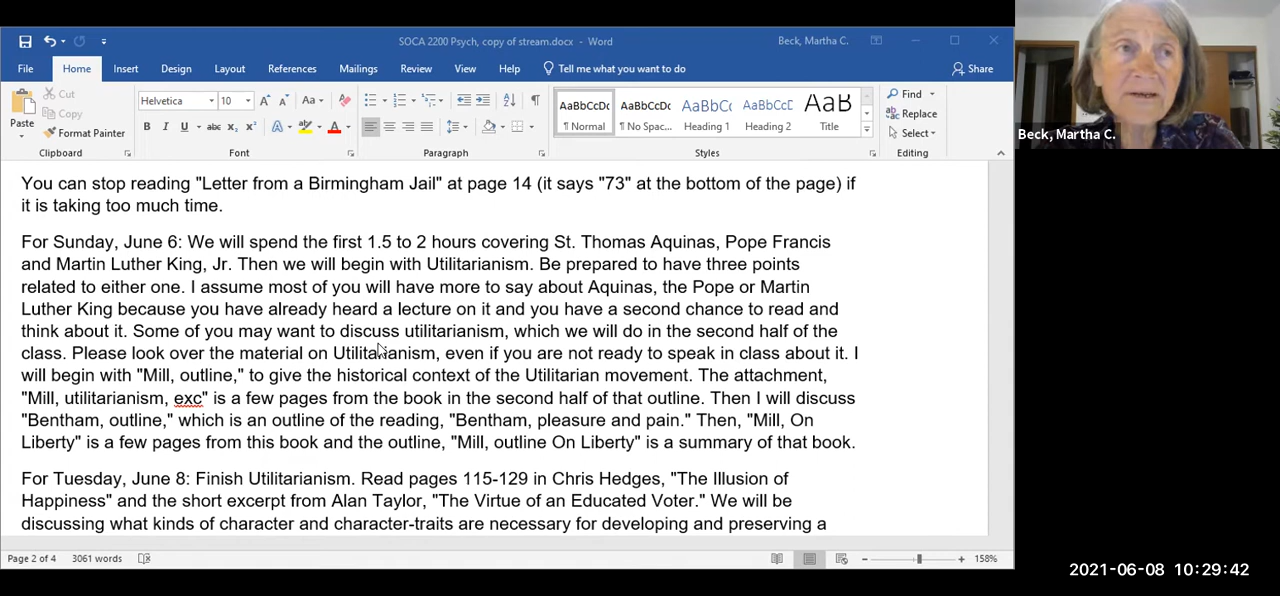 SOCA 2200 Psych, copy of stream.docx - Word
Beck, Martha C.
File Home Insert Design Layout References Mailings Review View Help Tell me what you want to do Share
Paste
Cut
Copy
Format Painter
Helvetica 10
AaBbCcDc AaBbCcDc AaBbC AaBbCcD AaB
¶ Normal ¶ No Spac... Heading 1 Heading 2 Title
Find
Replace
Select
Clipboard Font Paragraph Styles Editing
You can stop reading "Letter from a Birmingham Jail" at page 14 (it says "73" at the bottom of the page) if
it is taking too much time.
For Sunday, June 6: We will spend the first 1.5 to 2 hours covering St. Thomas Aquinas, Pope Francis
and Martin Luther King, Jr. Then we will begin with Utilitarianism. Be prepared to have three points
related to either one. I assume most of you will have more to say about Aquinas, the Pope or Martin
Luther King because you have already heard a lecture on it and you have a second chance to read and
think about it. Some of you may want to discuss utilitarianism, which we will do in the second half of the
class. Please look over the material on Utilitarianism, even if you are not ready to speak in class about it. I
will begin with "Mill, outline," to give the historical context of the Utilitarian movement. The attachment,
"Mill, utilitarianism, exc" is a few pages from the book in the second half of that outline. Then I will discuss
"Bentham, outline," which is an outline of the reading, "Bentham, pleasure and pain." Then, "Mill, On
Liberty" is a few pages from this book and the outline, "Mill, outline On Liberty" is a summary of that book.
For Tuesday, June 8: Finish Utilitarianism. Read pages 115-129 in Chris Hedges, "The Illusion of
Happiness" and the short excerpt from Alan Taylor, "The Virtue of an Educated Voter." We will be
discussing what kinds of character and character-traits are necessary for developing and preserving a
Page 2 of 4 3061 words 158%
Beck, Martha C.
2021-06-08 10:29:42